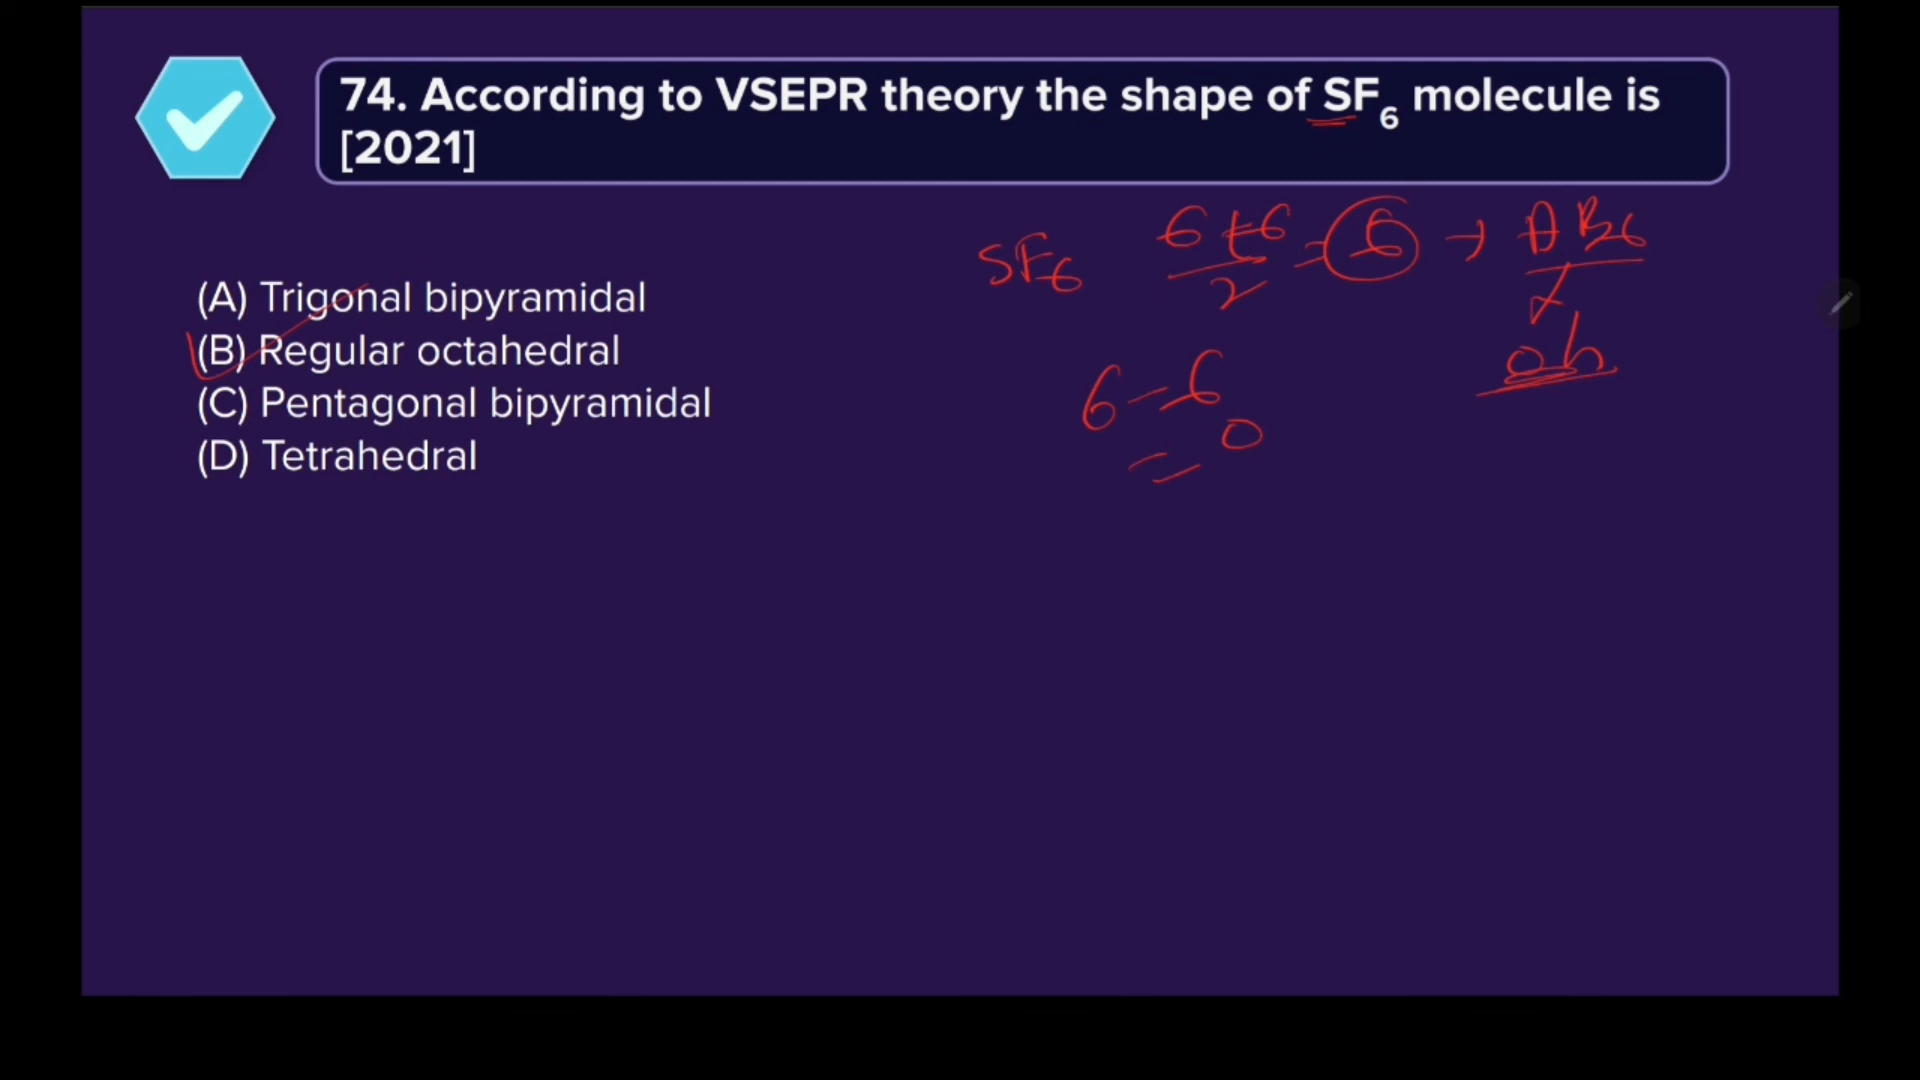 74. According to VSEPR theory the shape of SF₆ molecule is
[2021]
(A) Trigonal bipyramidal
(B) Regular octahedral
(C) Pentagonal bipyramidal
(D) Tetrahedral
SF₆ 6+6/2 = 6 → AB₆
oh
6 - 6
= 0